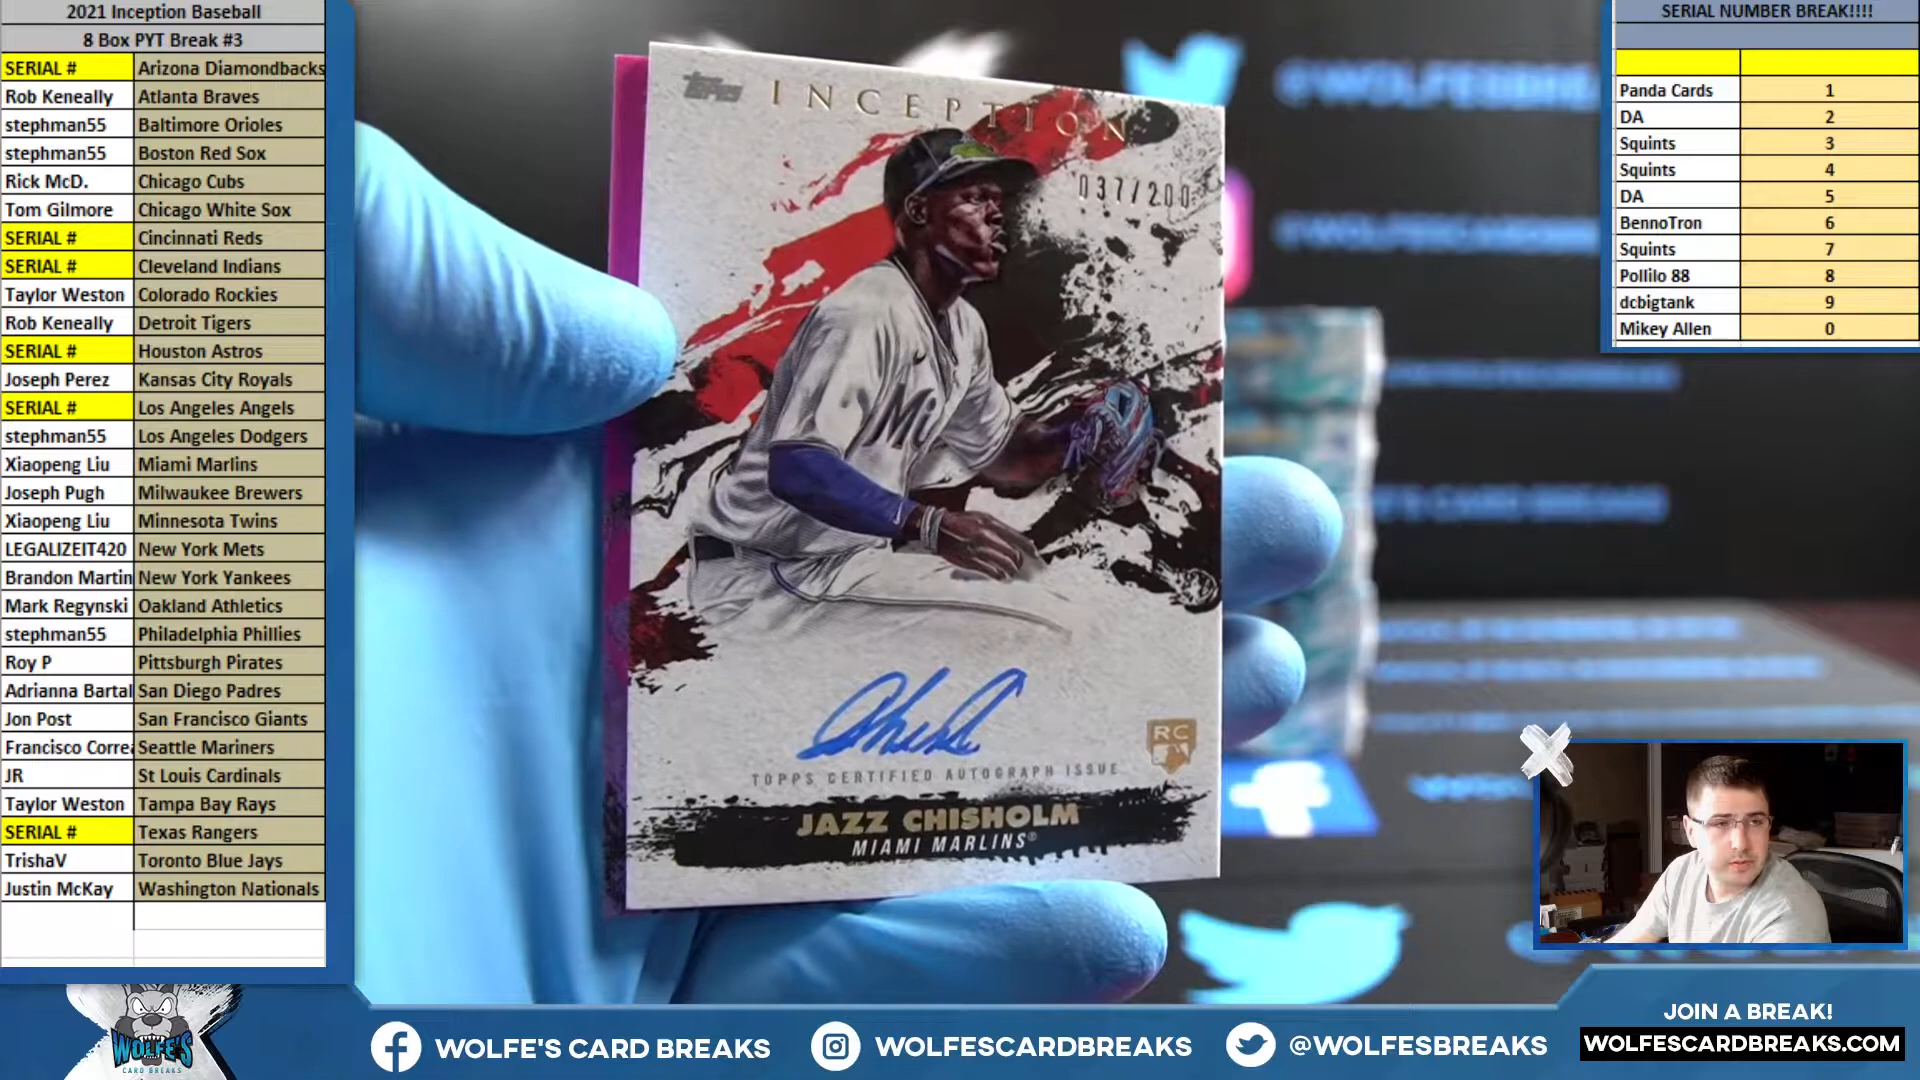 2021 Inception Baseball
8 Box PYT Break #3
SERIAL # Arizona Diamondbacks
Rob Keneally Atlanta Braves
stephman55 Baltimore Orioles
stephman55 Boston Red Sox
Rick McD. Chicago Cubs
Tom Gilmore Chicago White Sox
SERIAL # Cincinnati Reds
SERIAL # Cleveland Indians
Taylor Weston Colorado Rockies
Rob Keneally Detroit Tigers
SERIAL # Houston Astros
Joseph Perez Kansas City Royals
SERIAL # Los Angeles Angels
stephman55 Los Angeles Dodgers
Xiaopeng Liu Miami Marlins
Joseph Pugh Milwaukee Brewers
Xiaopeng Liu Minnesota Twins
LEGALIZEIT420 New York Mets
Brandon Martin New York Yankees
Mark Regynski Oakland Athletics
stephman55 Philadelphia Phillies
Roy P Pittsburgh Pirates
Adrianna Bartal San Diego Padres
Jon Post San Francisco Giants
Francisco Correa Seattle Mariners
JR St Louis Cardinals
Taylor Weston Tampa Bay Rays
SERIAL # Texas Rangers
TrishaV Toronto Blue Jays
Justin McKay Washington Nationals
topps INCEPTION
037/200
Mi
TOPPS CERTIFIED AUTOGRAPH ISSUE
RC
JAZZ CHISHOLM
MIAMI MARLINS®
SERIAL NUMBER BREAK!!!!
Panda Cards 1
DA 2
Squints 3
Squints 4
DA 5
BennoTron 6
Squints 7
Pollilo 88 8
dcbigtank 9
Mikey Allen 0
WOLFE'S
CARD BREAKS
WOLFE'S CARD BREAKS
WOLFESCARDBREAKS
@WOLFESBREAKS
JOIN A BREAK!
WOLFESCARDBREAKS.COM